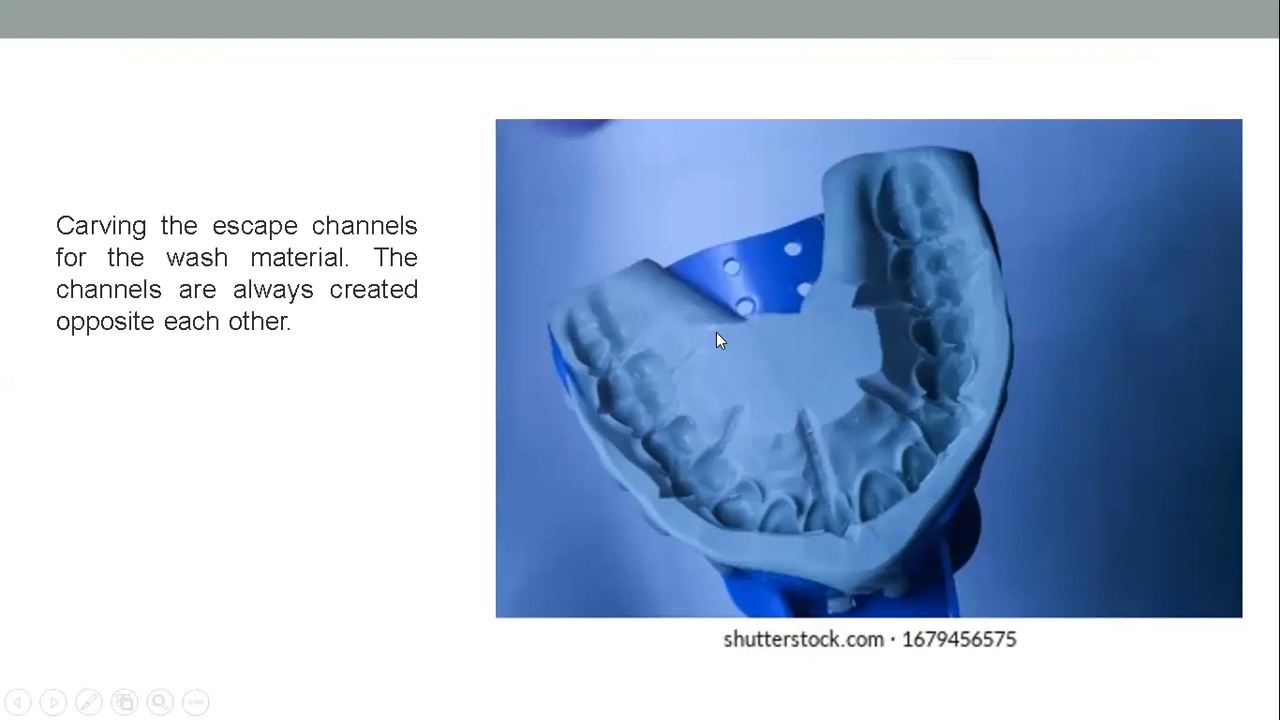 Carving the escape channels
for the wash material. The
channels are always created
opposite each other.
shutterstock.com · 1679456575